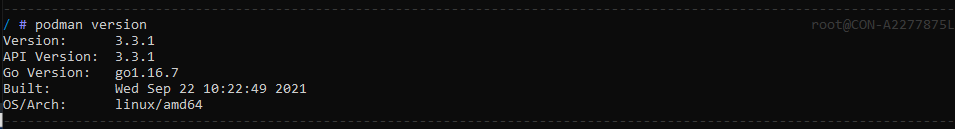 / # podman version root@CON-A2277875L
Version: 3.3.1
API Version: 3.3.1
Go Version: go1.16.7
Built: Wed Sep 22 10:22:49 2021
OS/Arch: linux/amd64